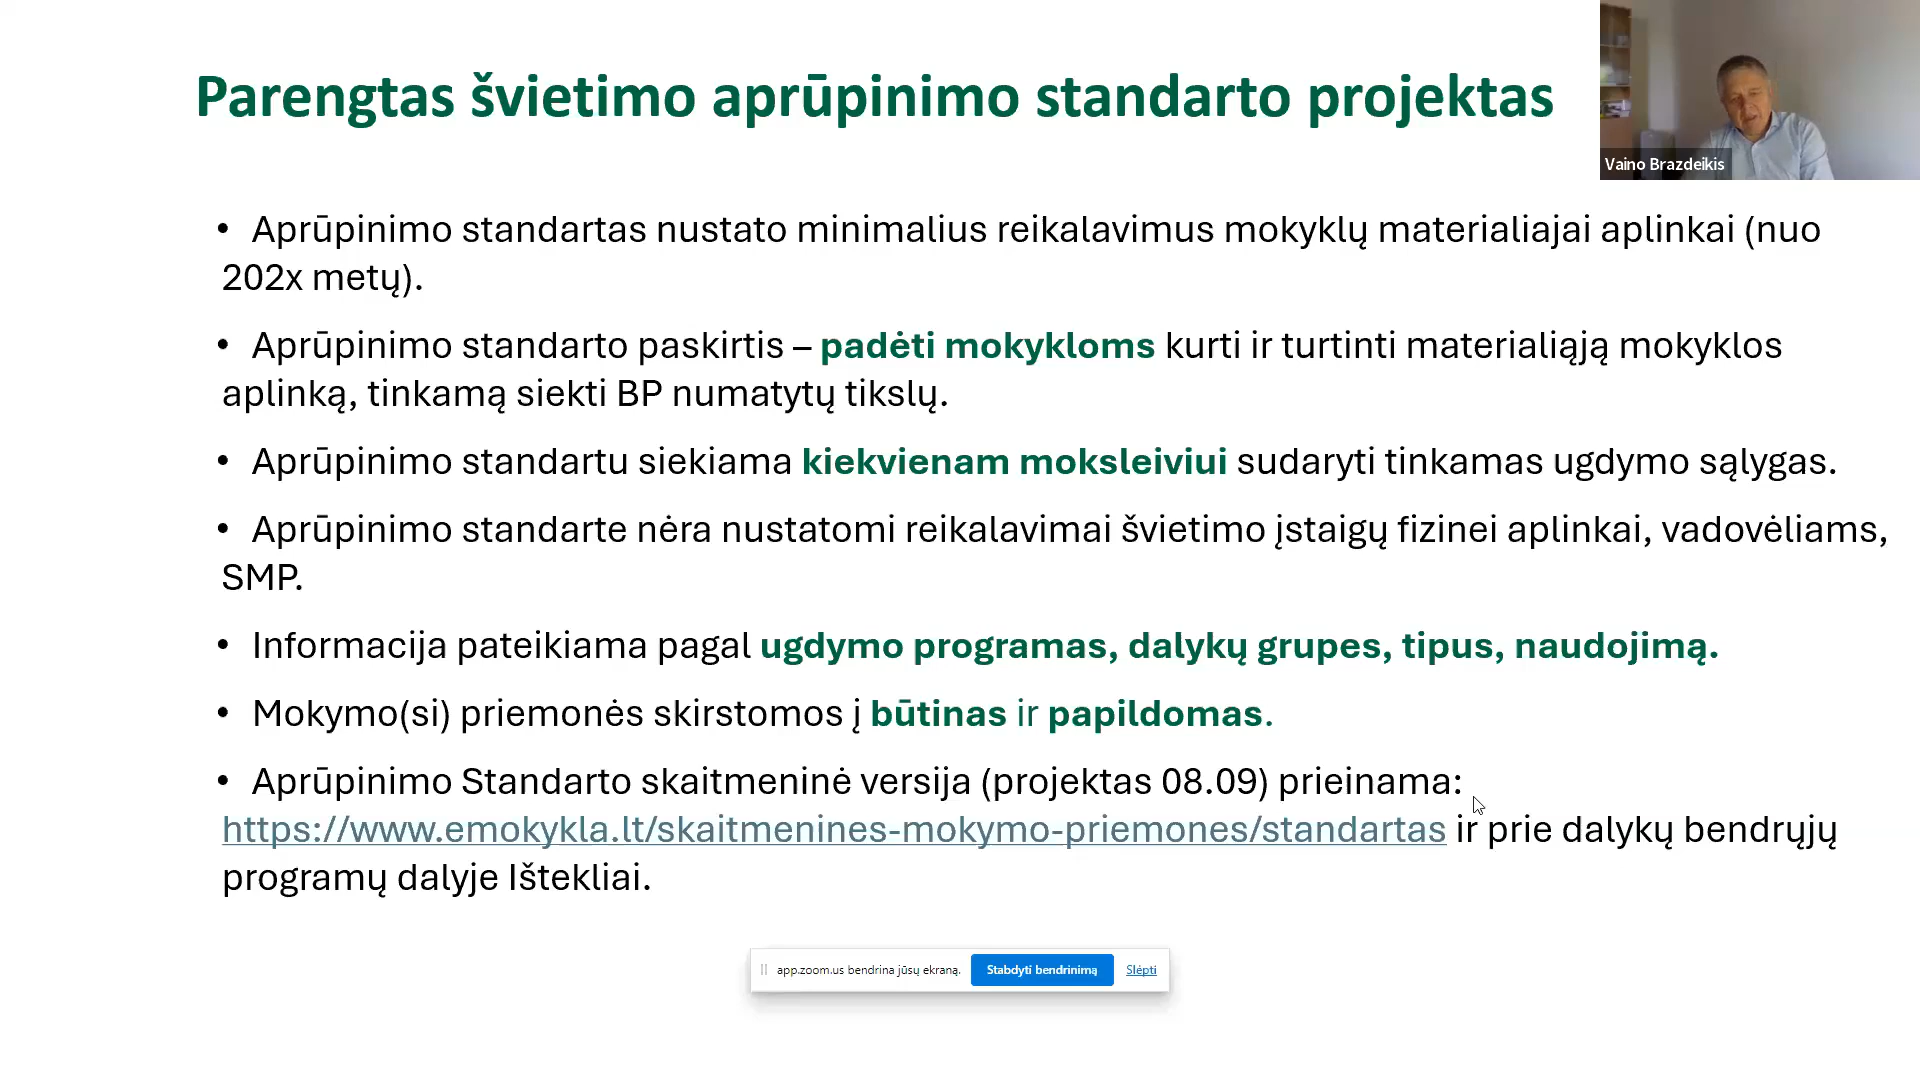 Parengtas švietimo aprūpinimo standarto projektas
Vaino Brazdeikis
• Aprūpinimo standartas nustato minimalius reikalavimus mokyklų materialiajai aplinkai (nuo
202x metų).
• Aprūpinimo standarto paskirtis – padėti mokykloms kurti ir turtinti materialiąją mokyklos
aplinką, tinkamą siekti BP numatytų tikslų.
• Aprūpinimo standartu siekiama kiekvienam moksleiviui sudaryti tinkamas ugdymo sąlygas.
• Aprūpinimo standarte nėra nustatomi reikalavimai švietimo įstaigų fizinei aplinkai, vadovėliams,
SMP.
• Informacija pateikiama pagal ugdymo programas, dalykų grupes, tipus, naudojimą.
• Mokymo(si) priemonės skirstomos į būtinas ir papildomas.
• Aprūpinimo Standarto skaitmeninė versija (projektas 08.09) prieinama:
https://www.emokykla.lt/skaitmenines-mokymo-priemones/standartas ir prie dalykų bendrųjų
programų dalyje Ištekliai.
app.zoom.us bendrina jūsų ekraną. Stabdyti bendrinimą Slėpti